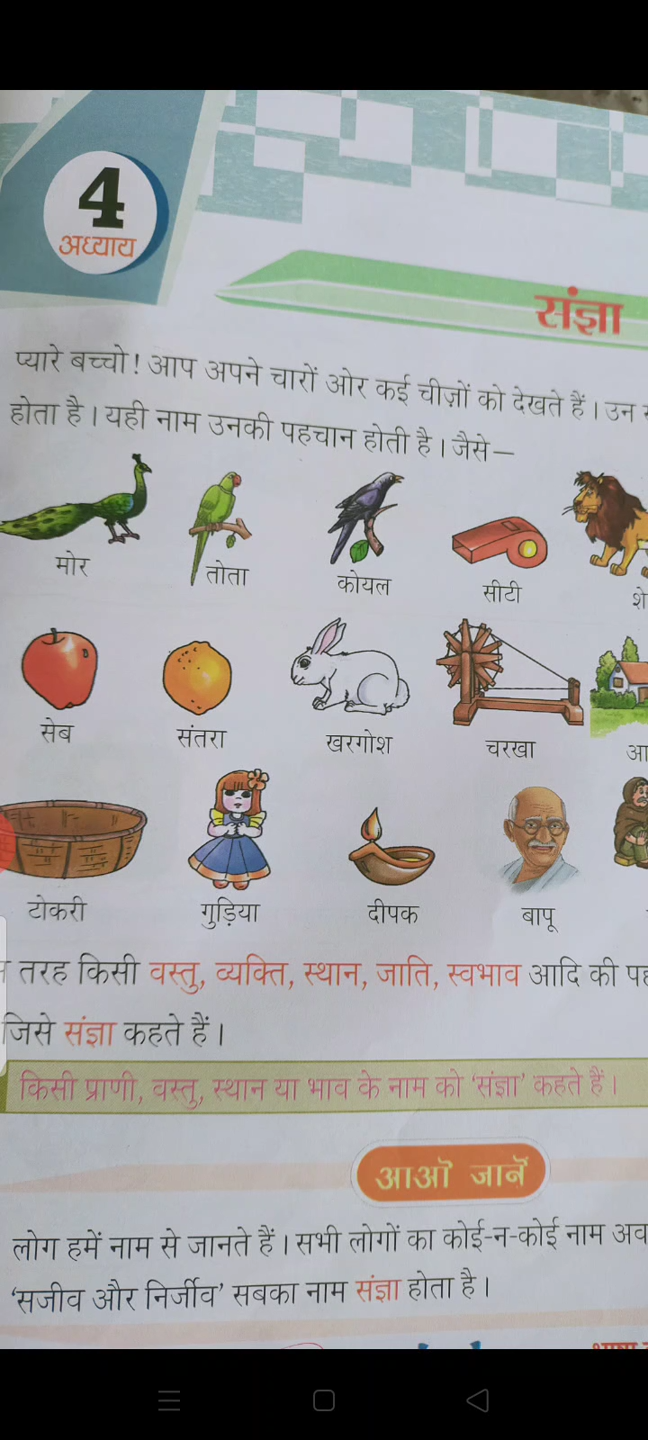 4
अध्याय
संज्ञा
प्यारे बच्चो! आप अपने चारों ओर कई चीज़ों को देखते हैं। उन
होता है। यही नाम उनकी पहचान होती है। जैसे—
मोर तोता कोयल सीटी
सेब संतरा खरगोश चरखा
टोकरी गुड़िया दीपक बापू
तरह किसी वस्तु, व्यक्ति, स्थान, जाति, स्वभाव आदि की
जिसे संज्ञा कहते हैं।
किसी प्राणी, वस्तु, स्थान या भाव के नाम को 'संज्ञा' कहते हैं।
आओ जानें
लोग हमें नाम से जानते हैं। सभी लोगों का कोई-न-कोई नाम
'सजीव और निर्जीव' सबका नाम संज्ञा होता है।